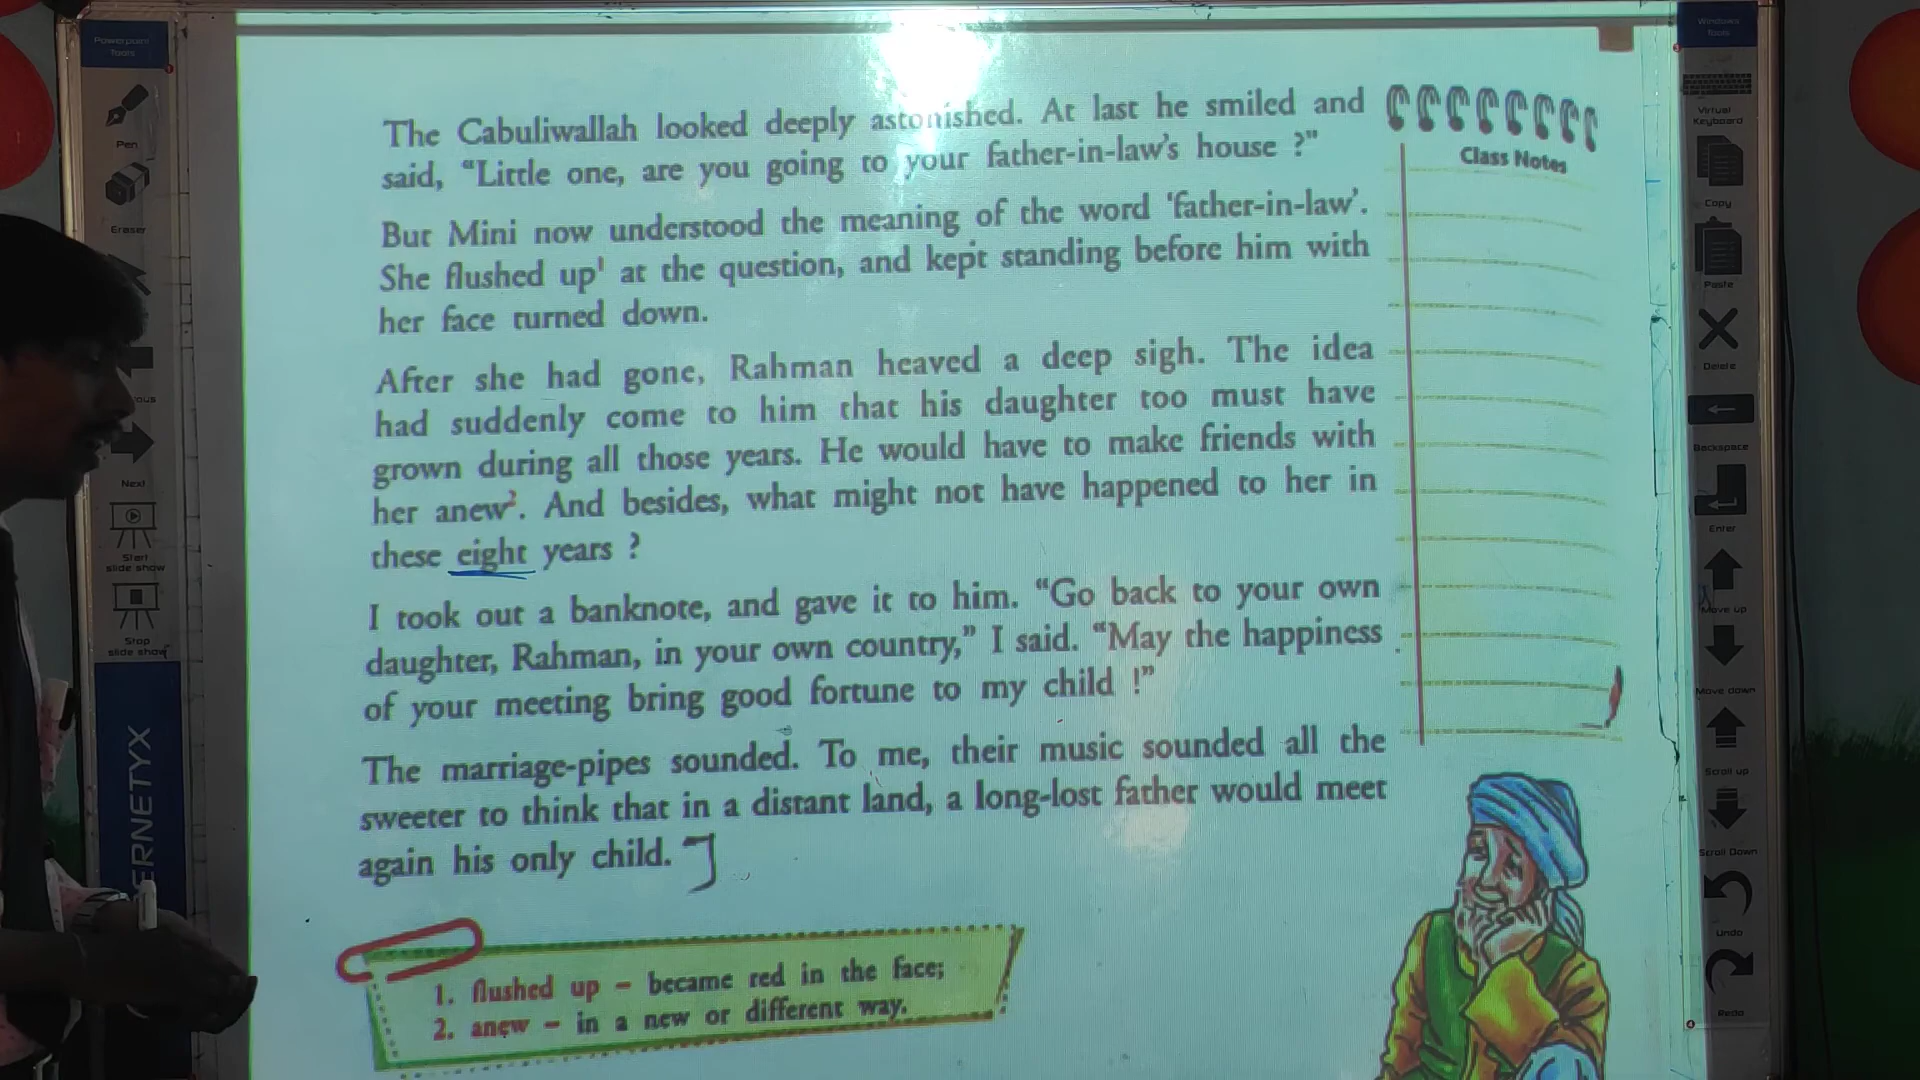 Powerpoint
Tools
Pen
Eraser
Next
Start
slide show
Stop
slide show
ERNETYX
The Cabuliwallah looked deeply astonished. At last he smiled and
said, “Little one, are you going to your father-in-law’s house ?”
But Mini now understood the meaning of the word ‘father-in-law’.
She flushed up¹ at the question, and kept standing before him with
her face turned down.
After she had gone, Rahman heaved a deep sigh. The idea
had suddenly come to him that his daughter too must have
grown during all those years. He would have to make friends with
her anew². And besides, what might not have happened to her in
these eight years ?
I took out a banknote, and gave it to him. “Go back to your own
daughter, Rahman, in your own country,” I said. “May the happiness
of your meeting bring good fortune to my child !”
The marriage-pipes sounded. To me, their music sounded all the
sweeter to think that in a distant land, a long-lost father would meet
again his only child.
1. flushed up – became red in the face;
2. anew – in a new or different way.
Class Notes
Windows
Tools
Virtual
Keyboard
Copy
Paste
Delete
Backspace
Enter
Move up
Move down
Scroll up
Scroll Down
Undo
Redo